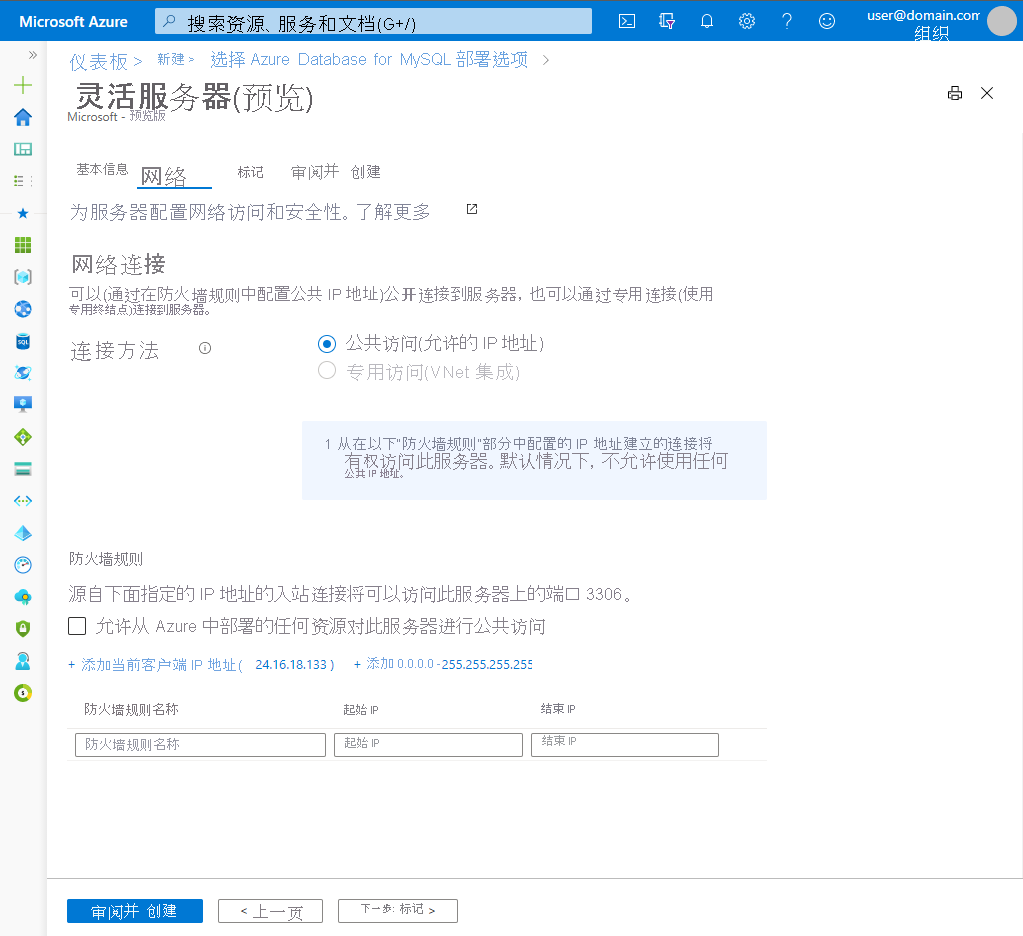 Microsoft Azure
搜索资源、服务和文档(G+/)
user@domain.com
组织
仪表板 > 新建 > 选择 Azure Database for MySQL 部署选项 >
灵活服务器(预览)
Microsoft - 预览版
基本信息 网络 标记 审阅并 创建
为服务器配置网络访问和安全性。了解更多
网络连接
可以(通过在防火墙规则中配置公共 IP 地址)公开连接到服务器, 也可以通过专用连接(使用
专用终结点)连接到服务器。
连接方法
公共访问(允许的 IP 地址)
专用访问(VNet 集成)
1 从在以下"防火墙规则"部分中配置的 IP 地址建立的连接将
有权访问此服务器。默认情况下, 不允许使用任何
公共 IP 地址。
防火墙规则
源自下面指定的 IP 地址的入站连接将可以访问此服务器上的端口 3306。
允许从 Azure 中部署的任何资源对此服务器进行公共访问
+ 添加当前客户端 IP 地址( 24.16.18.133 ) + 添加 0.0.0.0 - 255.255.255.255
防火墙规则名称 起始 IP 结束 IP
防火墙规则名称 起始 IP 结束 IP
审阅并 创建 < 上一页 下一步: 标记 >